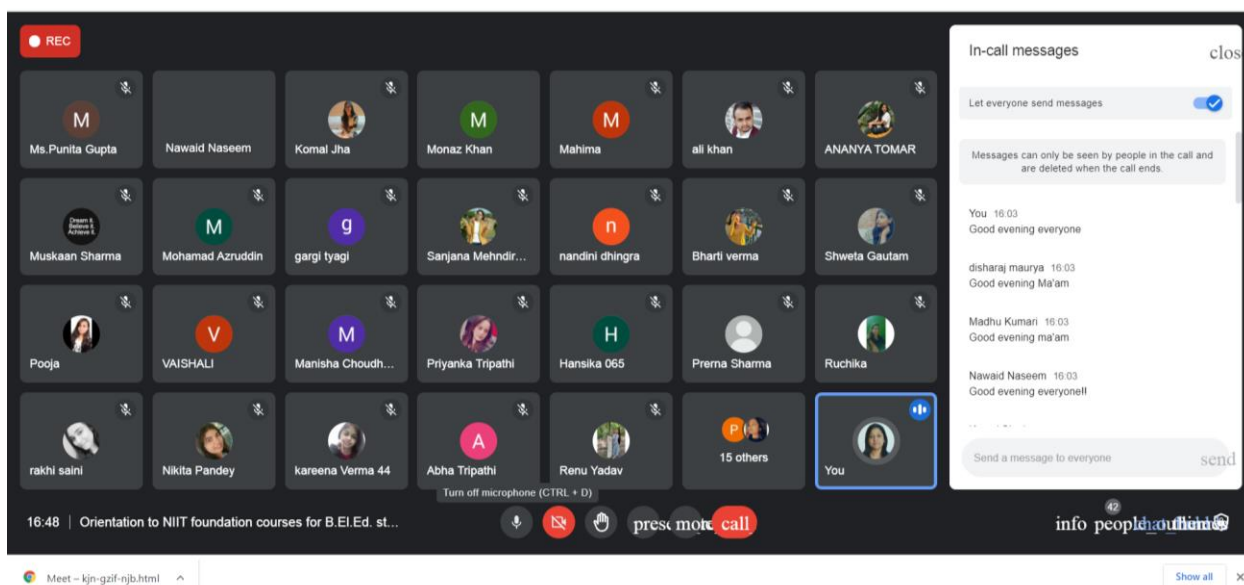 REC
M
Ms.Punita Gupta
Nawaid Naseem
Komal Jha
M
Monaz Khan
M
Mahima
ali khan
ANANYA TOMAR
Dream it.
Believe it.
Achieve it.
Muskaan Sharma
M
Mohamad Azruddin
g
gargi tyagi
Sanjana Mehndir...
n
nandini dhingra
Bharti verma
Shweta Gautam
Pooja
V
VAISHALI
M
Manisha Choudh...
Priyanka Tripathi
H
Hansika 065
Prerna Sharma
Ruchika
rakhi saini
Nikita Pandey
kareena Verma 44
A
Abha Tripathi
Renu Yadav
P
15 others
You
Turn off microphone (CTRL + D)
16:48 | Orientation to NIIT foundation courses for B.El.Ed. st...
call
42
info
In-call messages
clos
Let everyone send messages
Messages can only be seen by people in the call and
are deleted when the call ends.
You 16:03
Good evening everyone
disharaj maurya 16:03
Good evening Ma'am
Madhu Kumari 16:03
Good evening ma'am
Nawaid Naseem 16:03
Good evening everyone!!
Send a message to everyone
send
Meet – kjn-gzif-njb.html
Show all